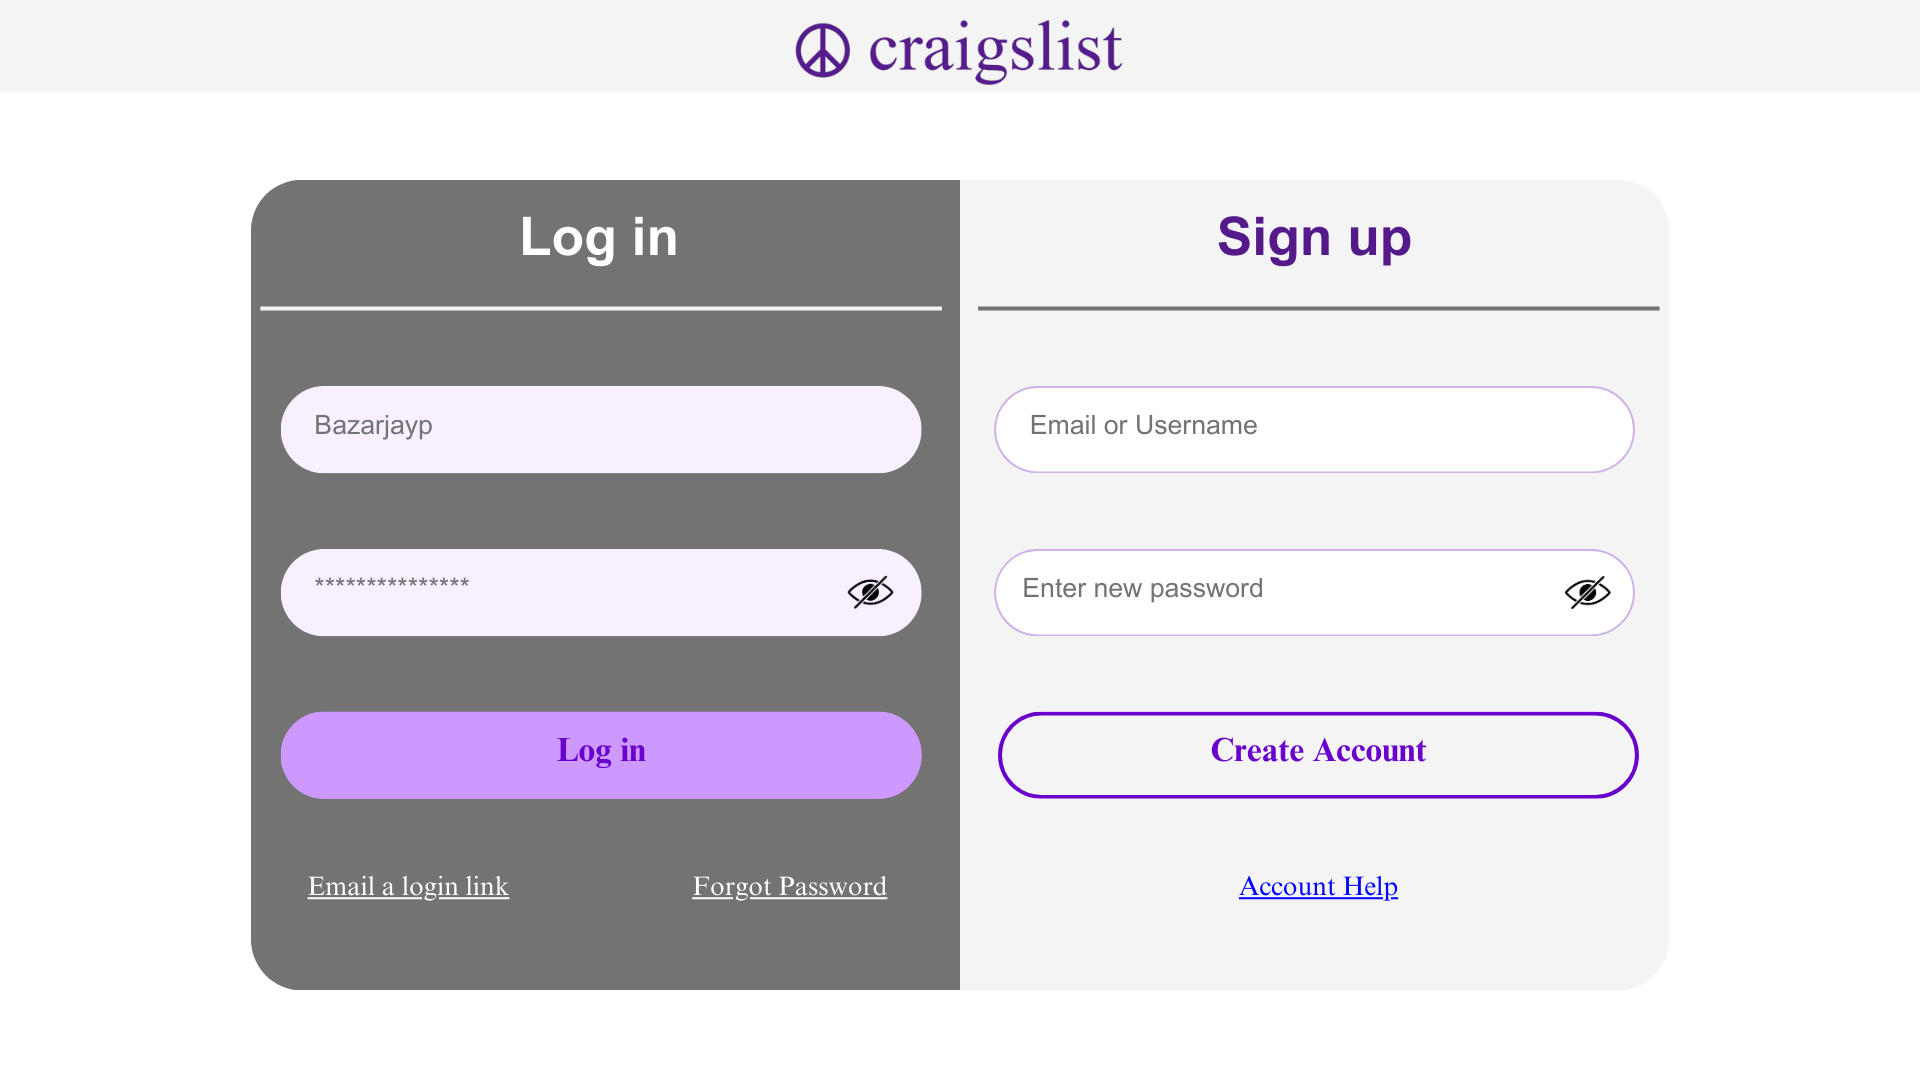 craigslist
Log in
Bazarjayp
***************
Log in
Email a login link
Forgot Password
Sign up
Email or Username
Enter new password
Create Account
Account Help